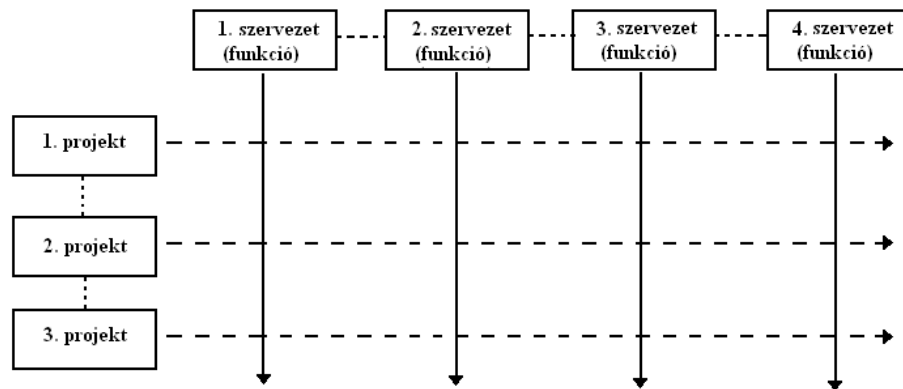 1. szervezet
(funkció)
2. szervezet
(funkció)
3. szervezet
(funkció)
4. szervezet
(funkció)
1. projekt
2. projekt
3. projekt